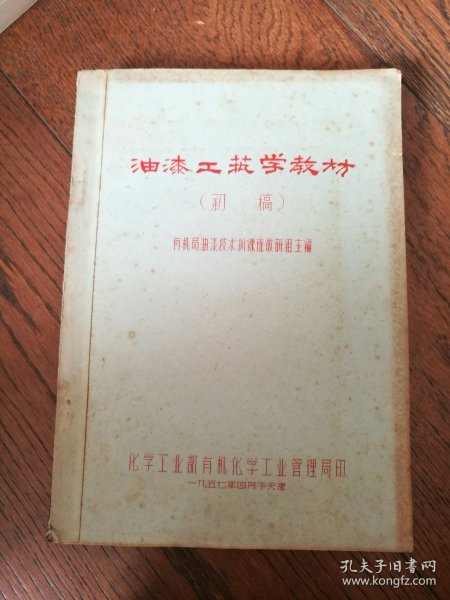 油漆工艺学教材
（初 稿）
有机局油漆技术训练班教研组主编
化学工业部有机化学工业管理局印
一九五七年四月于天津
孔夫子旧书网
www.kongfz.com